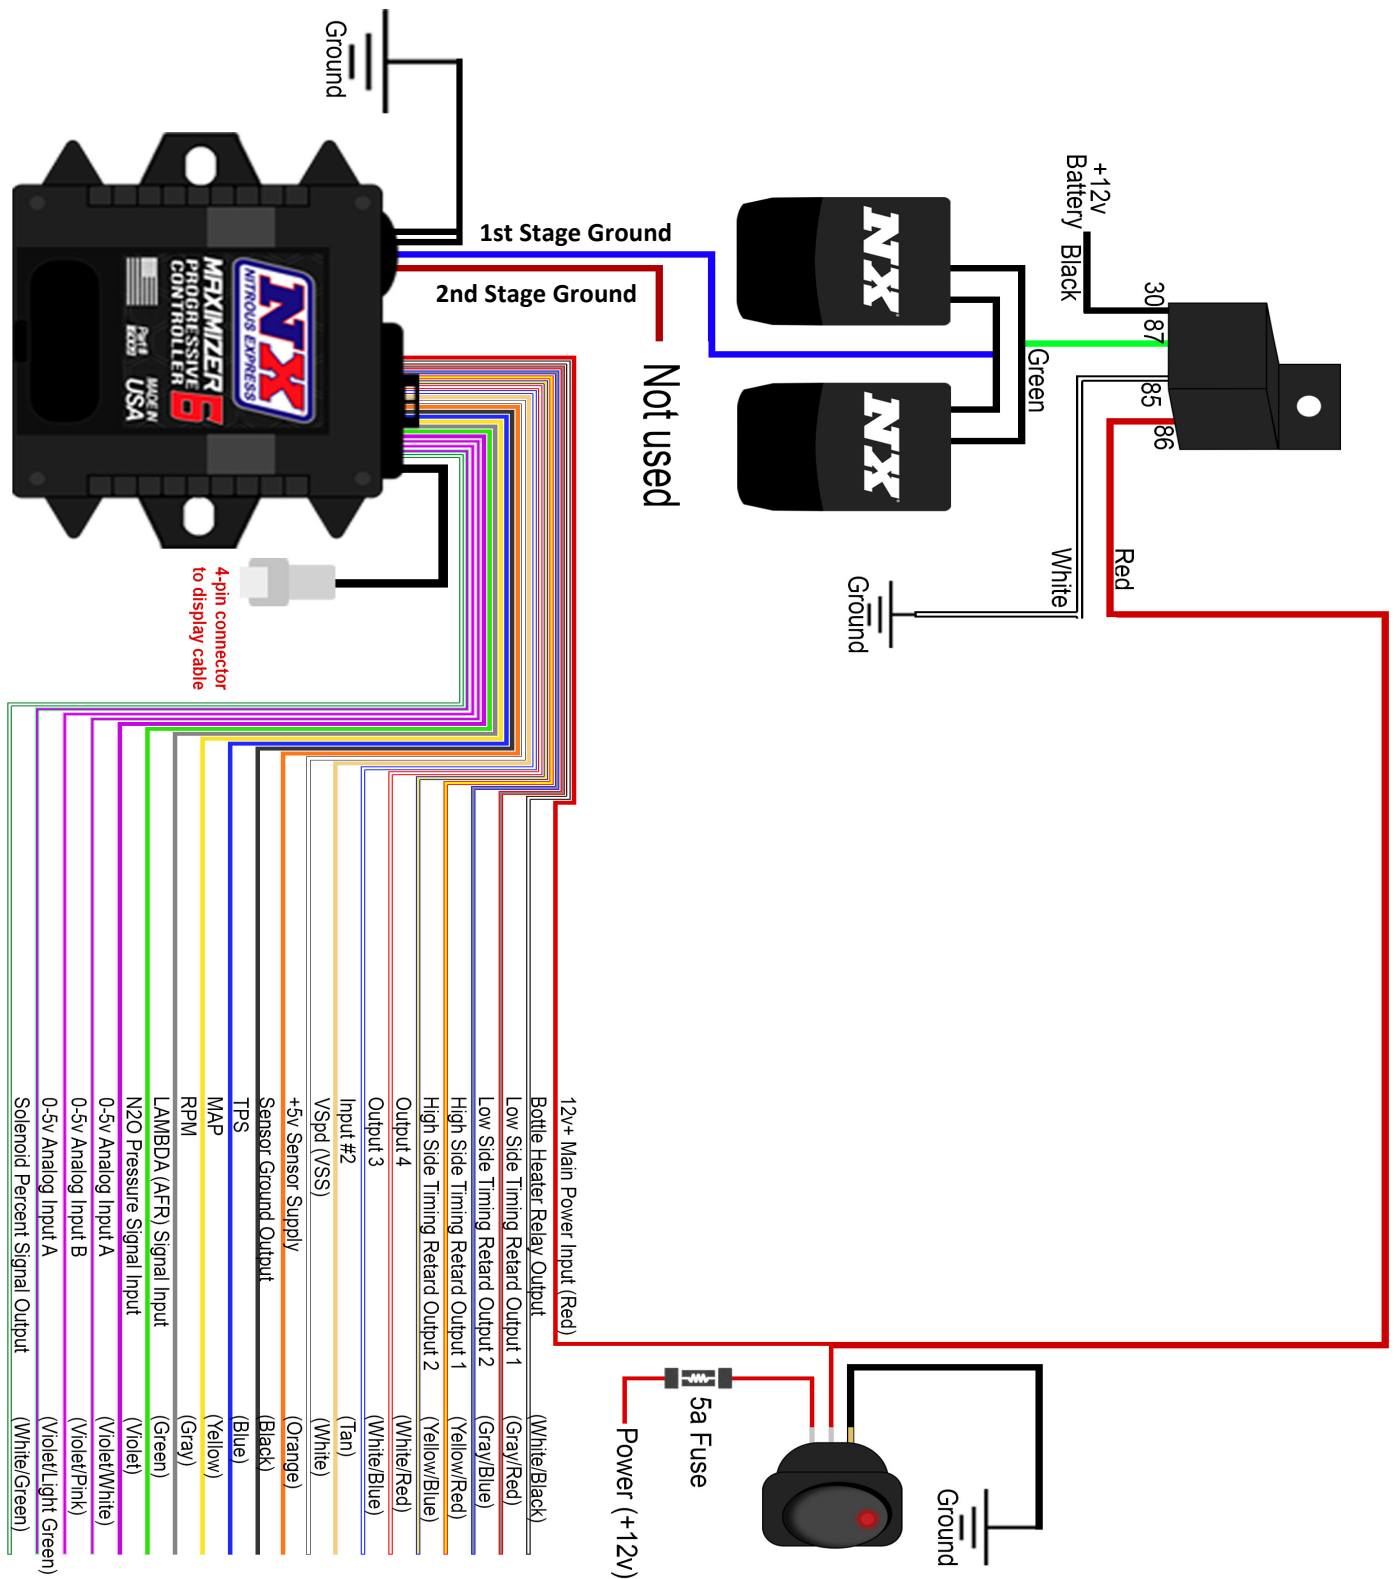 Ground
1st Stage Ground
2nd Stage Ground
Not used
+12v
Battery
Black
30
87
85
86
Green
White
Red
Ground
NX
NX
NX
NITROUS EXPRESS
MAXIMIZER 6
PROGRESSIVE
CONTROLLER
Part#
MADE IN
USA
4-pin connector
to display cable
12v+ Main Power Input (Red)
Bottle Heater Relay Output (White/Black)
Low Side Timing Retard Output 1 (Gray/Red)
Low Side Timing Retard Output 2 (Gray/Blue)
High Side Timing Retard Output 1 (Yellow/Red)
High Side Timing Retard Output 2 (Yellow/Blue)
Output 4 (White/Red)
Output 3 (White/Blue)
Input #2 (Tan)
VSpd (VSS) (White)
+5v Sensor Supply (Orange)
Sensor Ground Output (Black)
TPS (Blue)
MAP (Yellow)
RPM (Gray)
LAMBDA (AFR) Signal Input (Green)
N2O Pressure Signal Input (Violet)
0-5v Analog Input A (Violet/White)
0-5v Analog Input B (Violet/Pink)
0-5v Analog Input A (Violet/Light Green)
Solenoid Percent Signal Output (White/Green)
5a Fuse
Power (+12v)
Ground